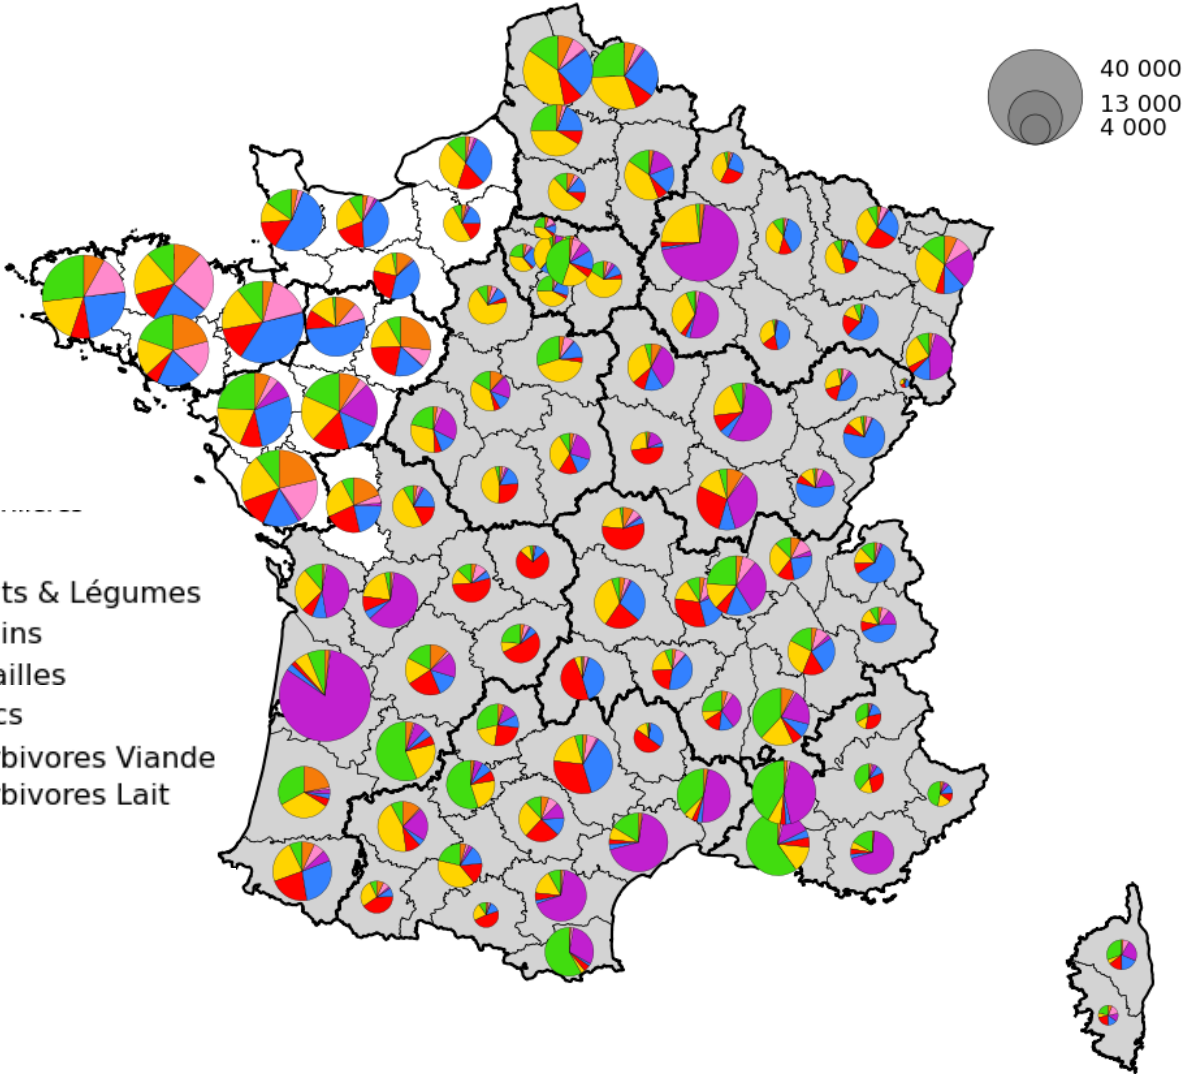 40 000
13 000
4 000
ts & Légumes
ins
ailles
cs
bivores Viande
bivores Lait